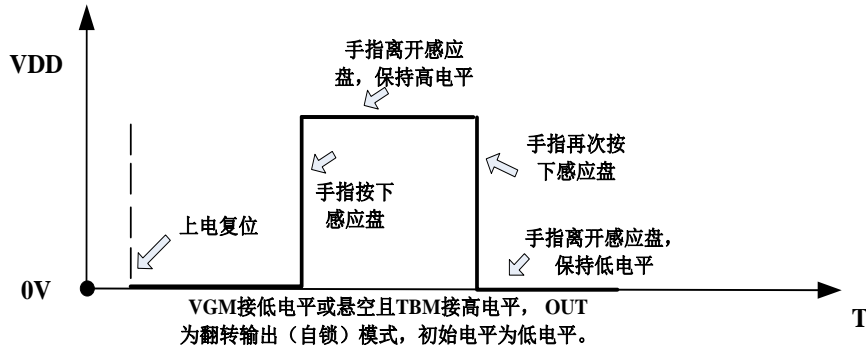 手指离开感应
盘，保持高电平
VDD
手指再次按
下感应盘
手指按下
感应盘
上电复位
手指离开感应盘，
保持低电平
0V
VGM接低电平或悬空且TBM接高电平， OUT
为翻转输出（自锁）模式，初始电平为低电平。
T